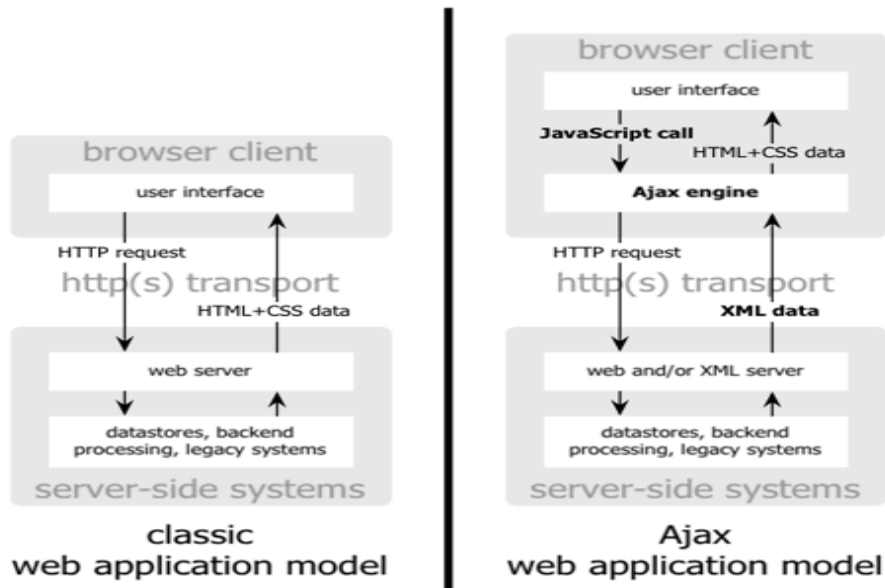 browser client
user interface
HTTP request
http(s) transport
HTML+CSS data
web server
datastores, backend
processing, legacy systems
server-side systems
classic
web application model
browser client
user interface
JavaScript call
HTML+CSS data
Ajax engine
HTTP request
http(s) transport
XML data
web and/or XML server
datastores, backend
processing, legacy systems
server-side systems
Ajax
web application model